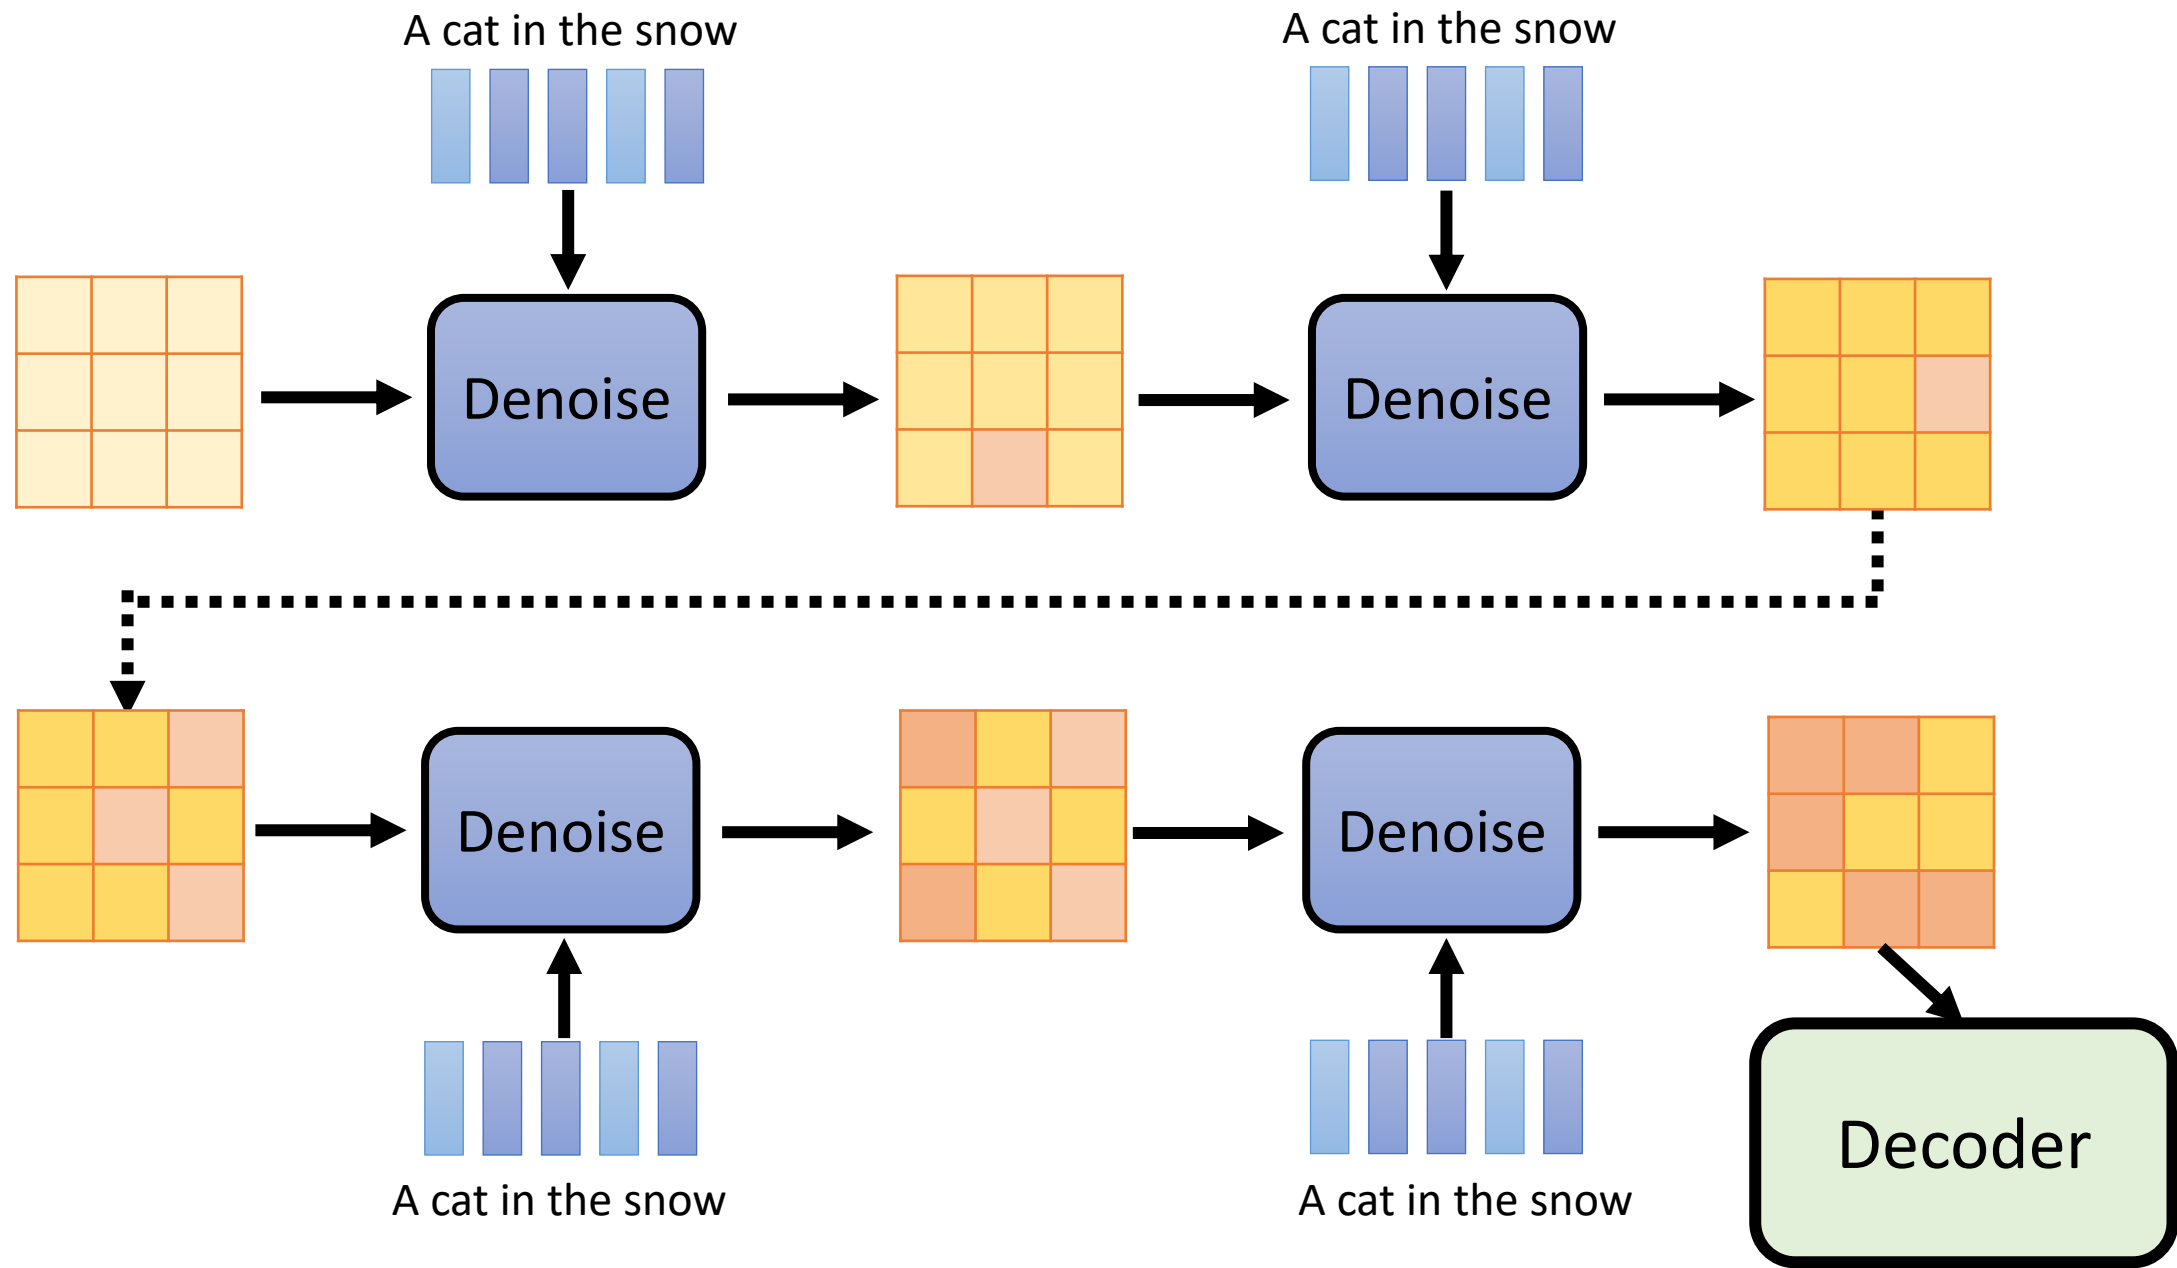 A cat in the snow
A cat in the snow
Denoise
Denoise
Denoise
Denoise
A cat in the snow
A cat in the snow
Decoder